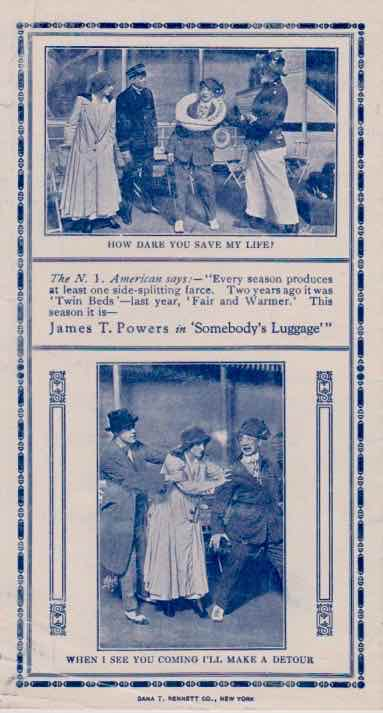 HOW DARE YOU SAVE MY LIFE?
The N. Y. American says:—"Every season produces
at least one side-splitting farce. Two years ago it was
'Twin Beds'—last year, 'Fair and Warmer.' This
season it is—
James T. Powers in 'Somebody's Luggage'"
WHEN I SEE YOU COMING I'LL MAKE A DETOUR
DANA T. BENNETT CO., NEW YORK